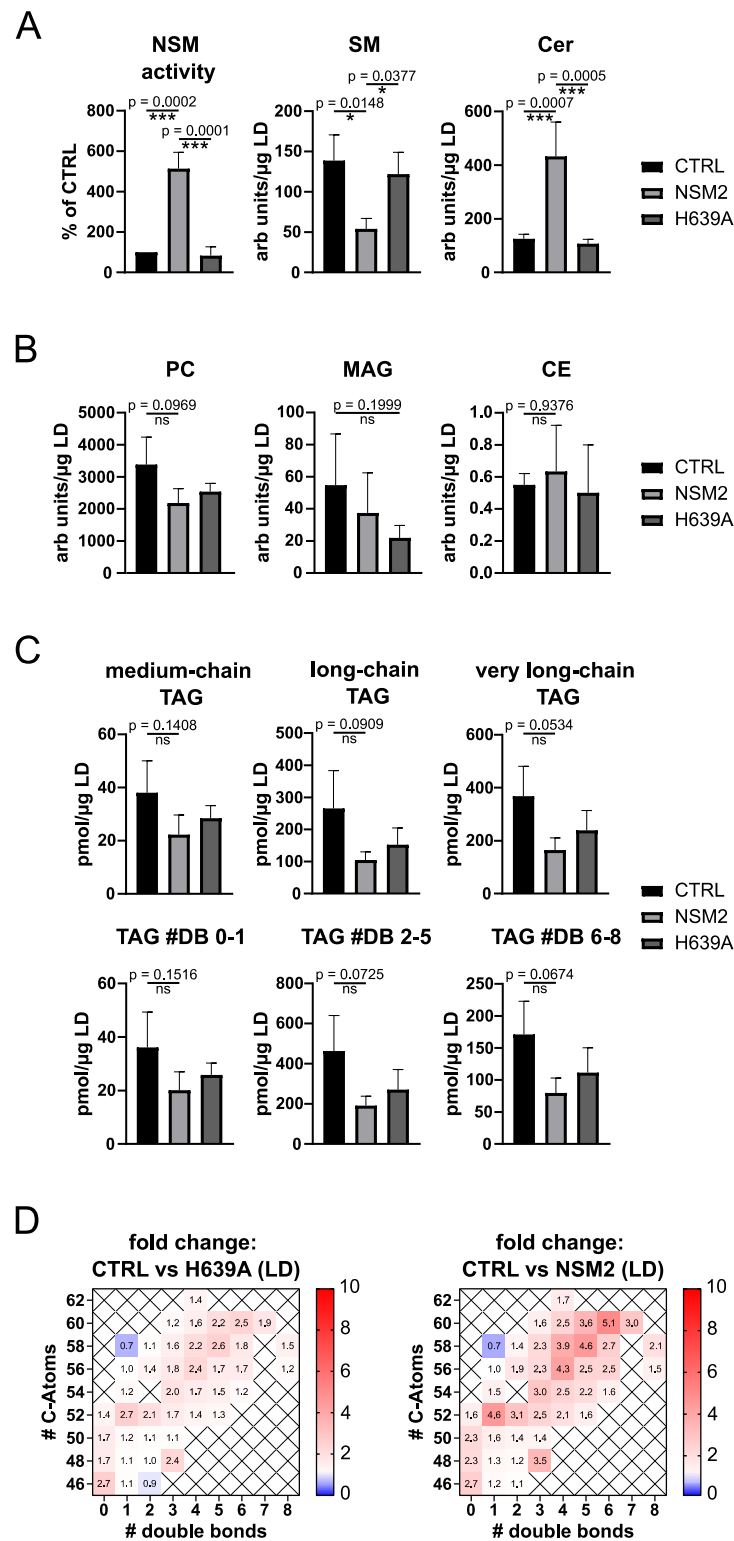 A
NSM
activity
SM
Cer
p = 0.0002
***
p = 0.0001
***
p = 0.0377
*
p = 0.0148
*
p = 0.0005
***
p = 0.0007
***
% of CTRL
800
600
400
200
0
arb units/µg LD
200
150
100
50
0
arb units/µg LD
600
400
200
0
CTRL
NSM2
H639A
B
PC
MAG
CE
p = 0.0969
ns
p = 0.1999
ns
p = 0.9376
ns
arb units/µg LD
5000
4000
3000
2000
1000
0
arb units/µg LD
100
80
60
40
20
0
arb units/µg LD
1.0
0.8
0.6
0.4
0.2
0.0
CTRL
NSM2
H639A
C
medium-chain
TAG
long-chain
TAG
very long-chain
TAG
p = 0.1408
ns
p = 0.0909
ns
p = 0.0534
ns
pmol/µg LD
60
40
20
0
pmol/µg LD
500
400
300
200
100
0
pmol/µg LD
600
400
200
0
CTRL
NSM2
H639A
TAG #DB 0-1
TAG #DB 2-5
TAG #DB 6-8
p = 0.1516
ns
p = 0.0725
ns
p = 0.0674
ns
pmol/µg LD
60
40
20
0
pmol/µg LD
800
600
400
200
0
pmol/µg LD
250
200
150
100
50
0
D
fold change:
CTRL vs H639A (LD)
# C-Atoms
62 1.4
60 1.2 1.6 2.2 2.5 1.9
58 0.7 1.1 1.6 2.2 2.6 1.8 1.5
56 1.0 1.4 1.8 2.4 1.7 1.7 1.2
54 1.2 2.0 1.7 1.5 1.2
52 1.4 2.7 2.1 1.7 1.4 1.3
50 1.7 1.2 1.1 1.1
48 1.7 1.1 1.0 2.4
46 2.7 1.1 0.9
0 1 2 3 4 5 6 7 8
# double bonds
10
8
6
4
2
0
fold change:
CTRL vs NSM2 (LD)
# C-Atoms
62 1.7
60 1.6 2.5 3.6 5.1 3.0
58 0.7 1.9 2.3 3.9 4.6 2.7 2.1
56 1.0 1.4 1.9 2.3 4.3 2.5 2.5 1.5
54 1.5 3.0 2.5 2.2 1.6
52 1.6 4.6 3.1 2.5 2.1 1.6
50 2.3 1.6 1.4 1.4
48 2.3 1.3 1.2 3.5
46 2.7 1.2 1.1
0 1 2 3 4 5 6 7 8
# double bonds
10
8
6
4
2
0